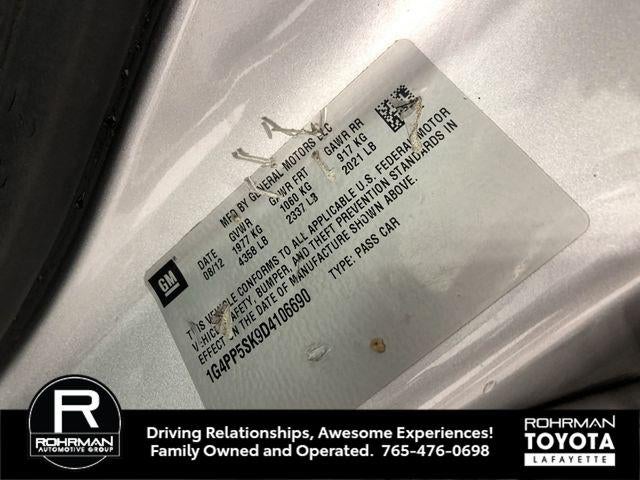 GM
MFD BY GENERAL MOTORS LLC
DATE GVWR GAWR FRT GAWR RR
08/12 1977 KG 1060 KG 917 KG
4358 LB 2337 LB 2021 LB
THIS VEHICLE CONFORMS TO ALL APPLICABLE U.S. FEDERAL MOTOR
VEHICLE SAFETY, BUMPER, AND THEFT PREVENTION STANDARDS IN
EFFECT ON THE DATE OF MANUFACTURE SHOWN ABOVE.
1G4PP5SK9D4106690 TYPE: PASS CAR
R
ROHRMAN
AUTOMOTIVE GROUP
Driving Relationships, Awesome Experiences!
Family Owned and Operated. 765-476-0698
ROHRMAN
TOYOTA
LAFAYETTE